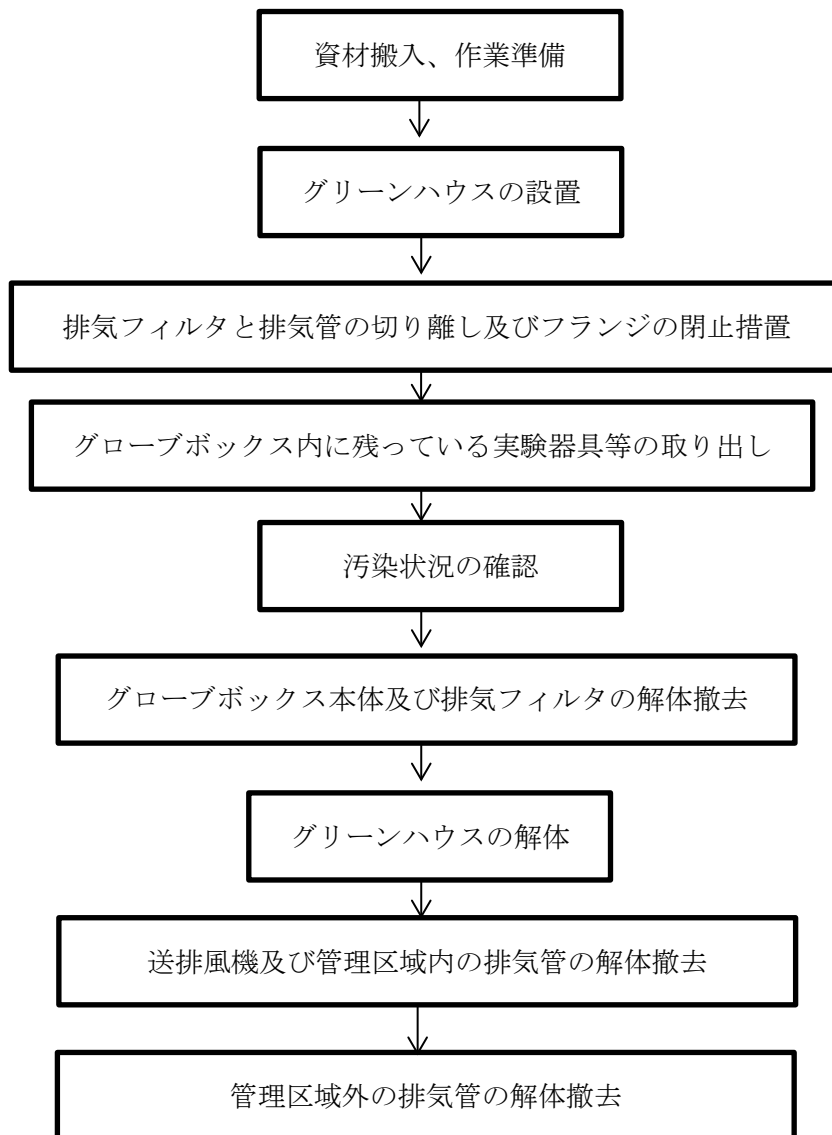 資材搬入、作業準備
グリーンハウスの設置
排気フィルタと排気管の切り離し及びフランジの閉止措置
グローブボックス内に残っている実験器具等の取り出し
汚染状況の確認
グローブボックス本体及び排気フィルタの解体撤去
グリーンハウスの解体
送排風機及び管理区域内の排気管の解体撤去
管理区域外の排気管の解体撤去